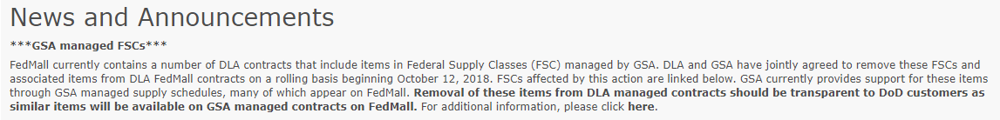 News and Announcements
***GSA managed FSCs***
FedMall currently contains a number of DLA contracts that include items in Federal Supply Classes (FSC) managed by GSA. DLA and GSA have jointly agreed to remove these FSCs and
associated items from DLA FedMall contracts on a rolling basis beginning October 12, 2018. FSCs affected by this action are linked below. GSA currently provides support for these items
through GSA managed supply schedules, many of which appear on FedMall. Removal of these items from DLA managed contracts should be transparent to DoD customers as
similar items will be available on GSA managed contracts on FedMall. For additional information, please click here.